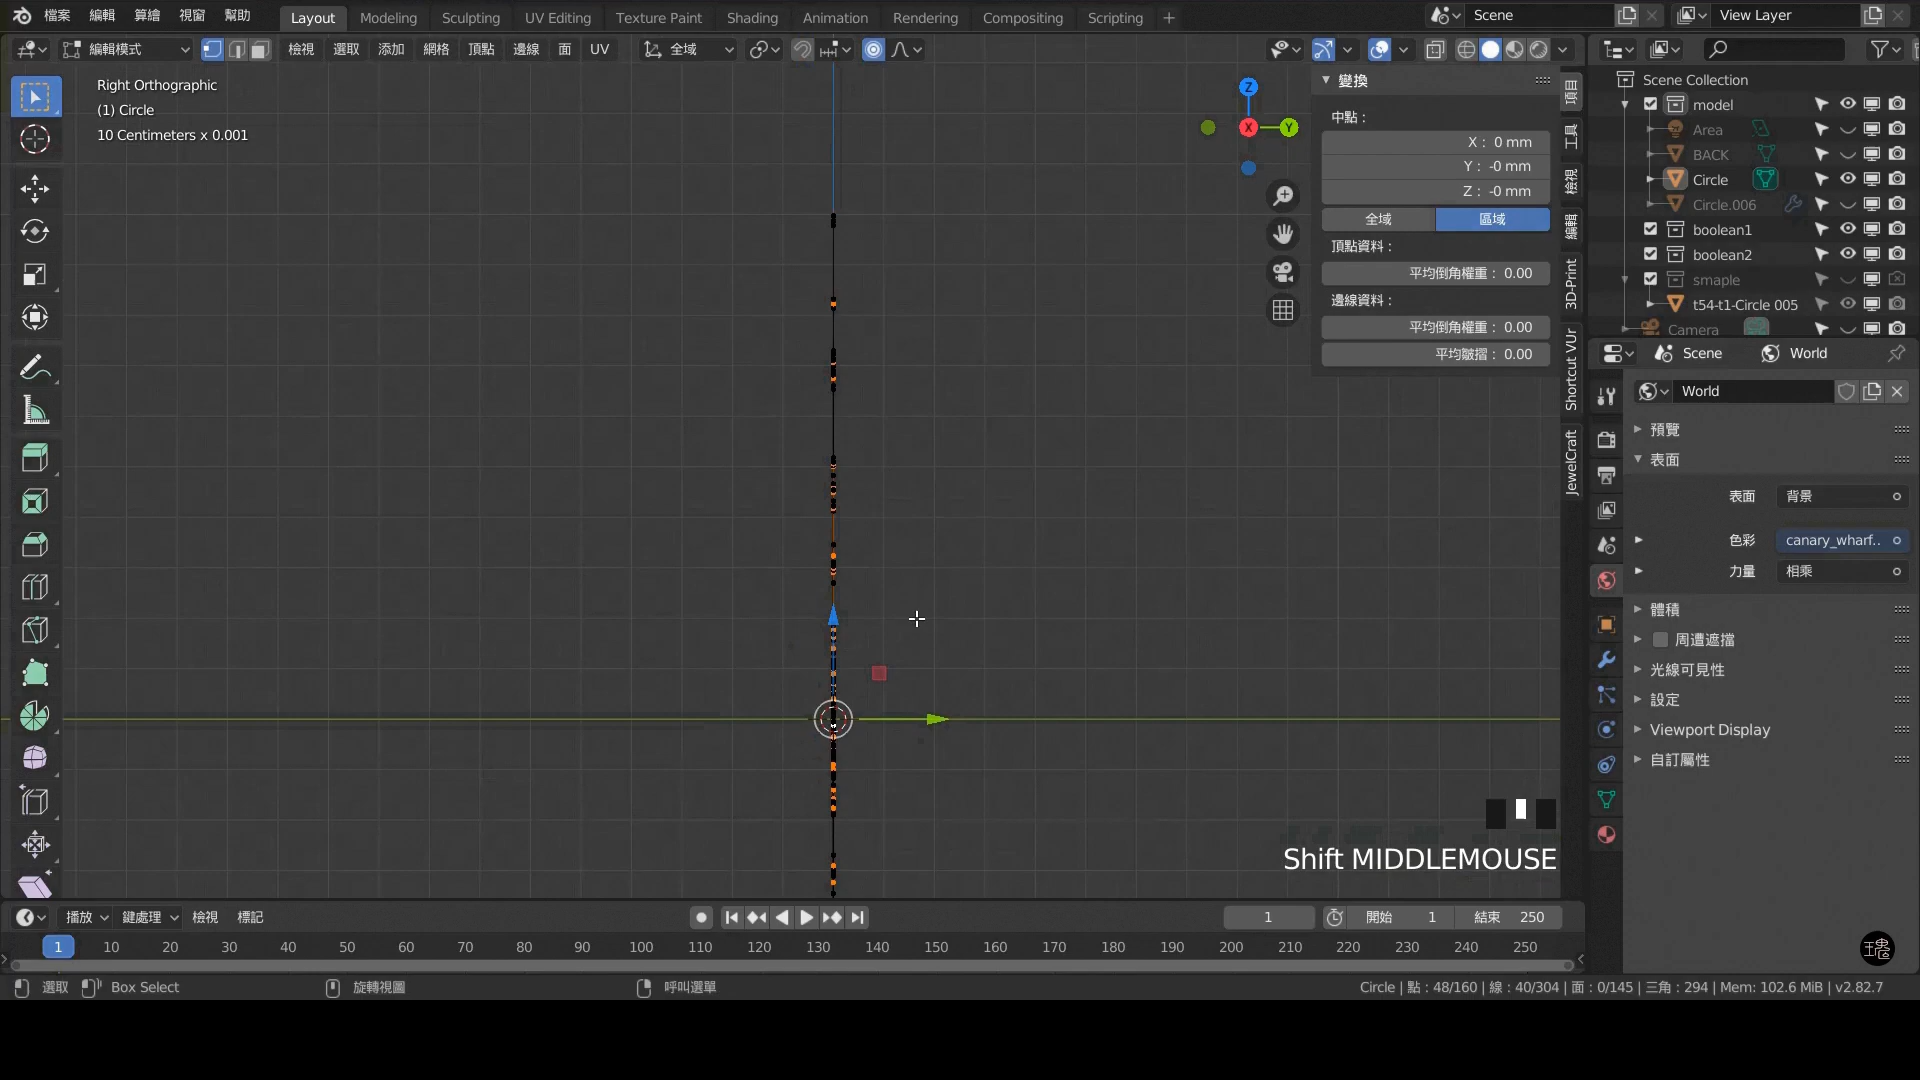 檔案 編輯 算繪 視窗 幫助 Layout Modeling Sculpting UV Editing Texture Paint Shading Animation Rendering Compositing Scripting + Scene View Layer
編輯模式 檢視 選取 添加 網格 頂點 邊線 面 UV 全域
Right Orthographic
(1) Circle
10 Centimeters x 0.001
Z
X
Y
變換
中點：
X： 0 mm
Y： -0 mm
Z： -0 mm
全域 區域
頂點資料：
平均倒角權重： 0.00
邊線資料：
平均倒角權重： 0.00
平均皺摺： 0.00
項目
工具
檢視
編輯
3D-Print
Shortcut VUr
JewelCraft
Scene Collection
model
Area
BACK
Circle
Circle.006
boolean1
boolean2
smaple
t54-t1-Circle 005
Camera
Scene World
World
預覽
表面
表面 背景
色彩 canary_wharf..
力量 相乘
體積
周遭遮擋
光線可見性
設定
Viewport Display
自訂屬性
Shift MIDDLEMOUSE
播放 鍵處理 檢視 標記 1 開始 1 結束 250
1 10 20 30 40 50 60 70 80 90 100 110 120 130 140 150 160 170 180 190 200 210 220 230 240 250
選取 Box Select 旋轉視圖 呼叫選單 Circle | 點：48/160 | 線：40/304 | 面：0/145 | 三角：294 | Mem: 102.6 MiB | v2.82.7